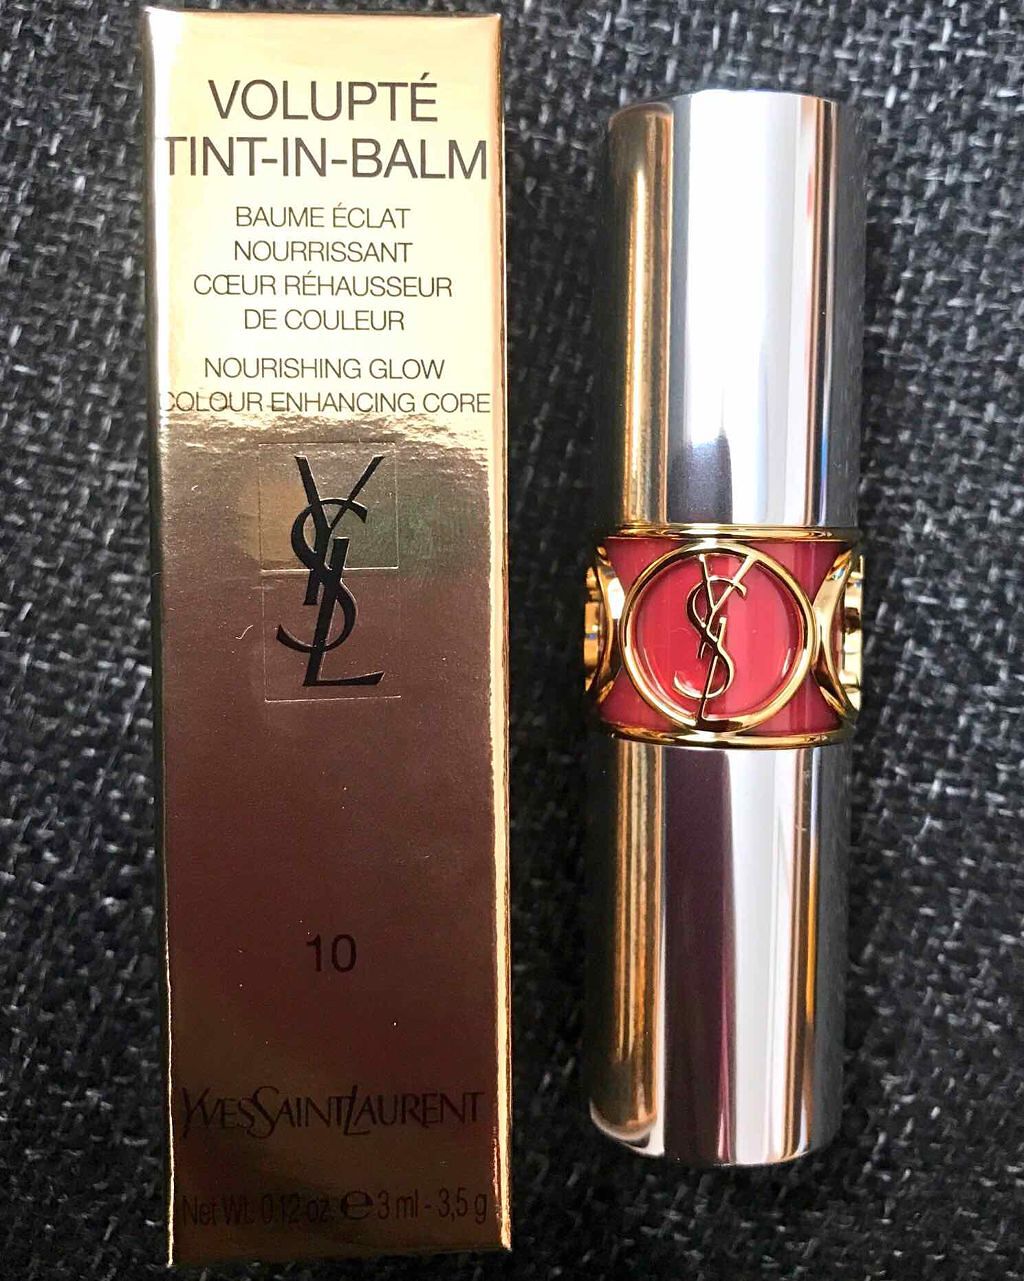 VOLUPTÉ
TINT-IN-BALM
BAUME ÉCLAT
NOURRISSANT
CŒUR RÉHAUSSEUR
DE COULEUR
NOURISHING GLOW
COLOUR ENHANCING CORE
YSL
10
YVESSAINTLAURENT
Net Wt. 0.12 oz. ℮ 3 ml - 3,5 g
YSL